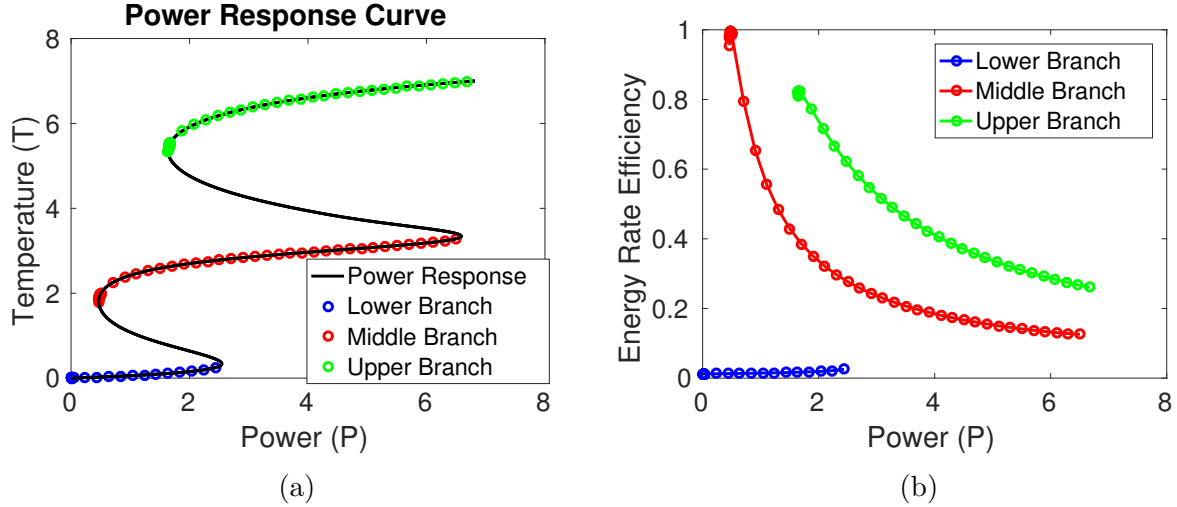 Power Response Curve
8
6
4
2
0
Temperature (T)
0 2 4 6 8
Power (P)
Power Response
Lower Branch
Middle Branch
Upper Branch
(a)
1
0.8
0.6
0.4
0.2
0
Energy Rate Efficiency
0 2 4 6 8
Power (P)
Lower Branch
Middle Branch
Upper Branch
(b)